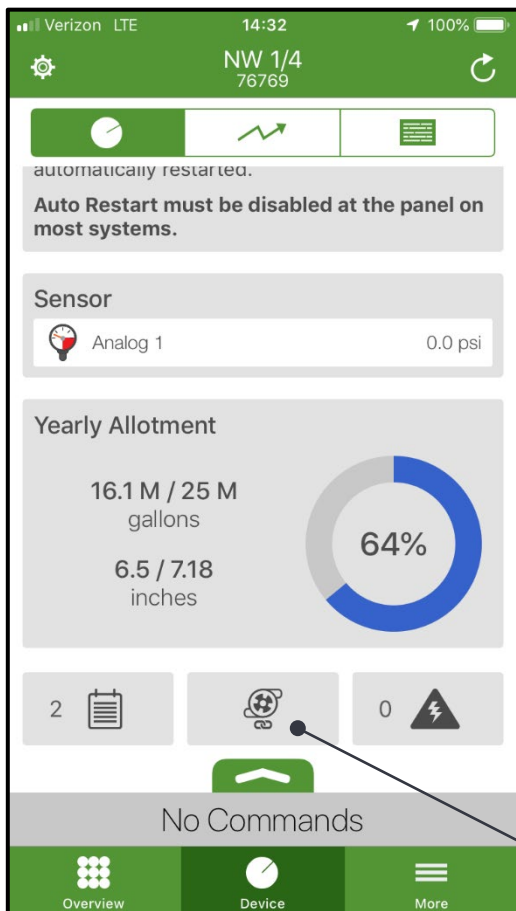 Verizon LTE 14:32 100%
NW 1/4
76769
automatically restarted.
Auto Restart must be disabled at the panel on
most systems.
Sensor
Analog 1 0.0 psi
Yearly Allotment
16.1 M / 25 M
gallons
64%
6.5 / 7.18
inches
2 0
No Commands
Overview Device More